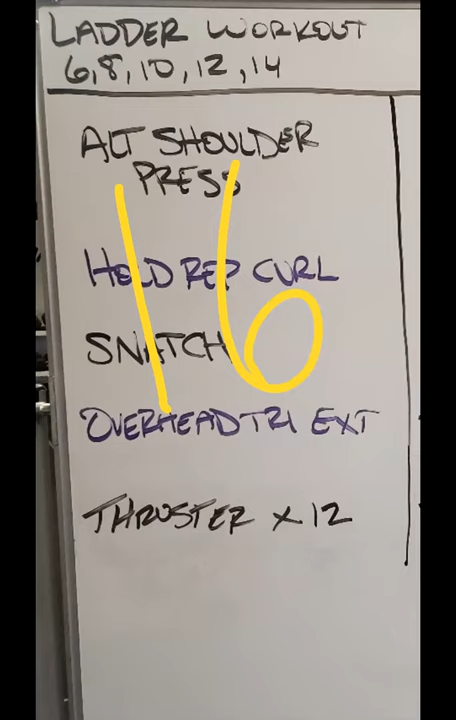 LADDER WORKOUT
6, 8, 10, 12, 14
ALT SHOULDER
PRESS
HOLD REP CURL
SNATCH
OVERHEAD TRI EXT
THRUSTER X 12
16